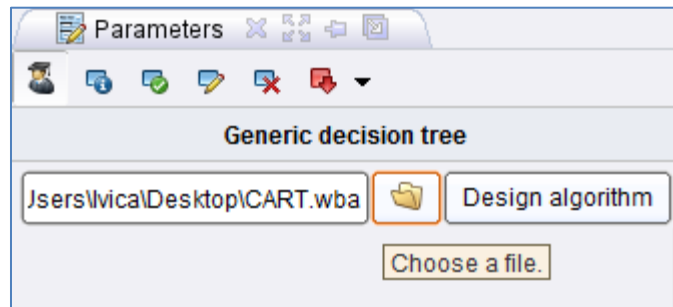 Parameters
Generic decision tree
Jsers\Ivica\Desktop\CART.wba Design algorithm
Choose a file.